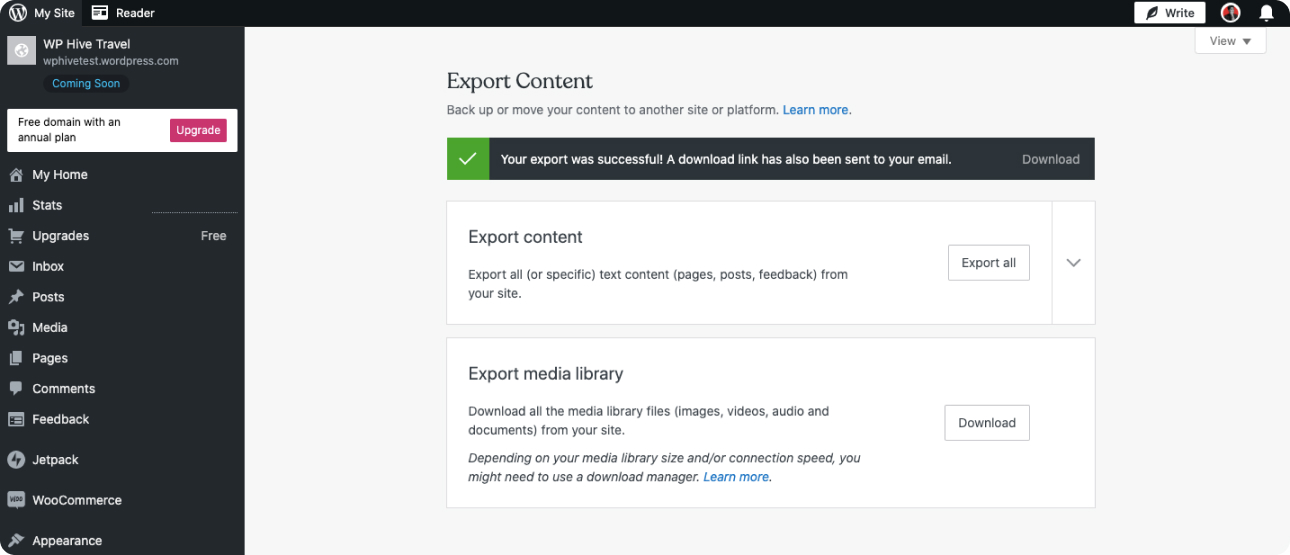 My Site
Reader
Write
WP Hive Travel
wphivetest.wordpress.com
Coming Soon
Free domain with an
annual plan
Upgrade
My Home
Stats
Upgrades Free
Inbox
Posts
Media
Pages
Comments
Feedback
Jetpack
WooCommerce
Appearance
View
Export Content
Back up or move your content to another site or platform. Learn more.
Your export was successful! A download link has also been sent to your email. Download
Export content
Export all (or specific) text content (pages, posts, feedback) from
your site.
Export all
Export media library
Download all the media library files (images, videos, audio and
documents) from your site.
Depending on your media library size and/or connection speed, you
might need to use a download manager. Learn more.
Download